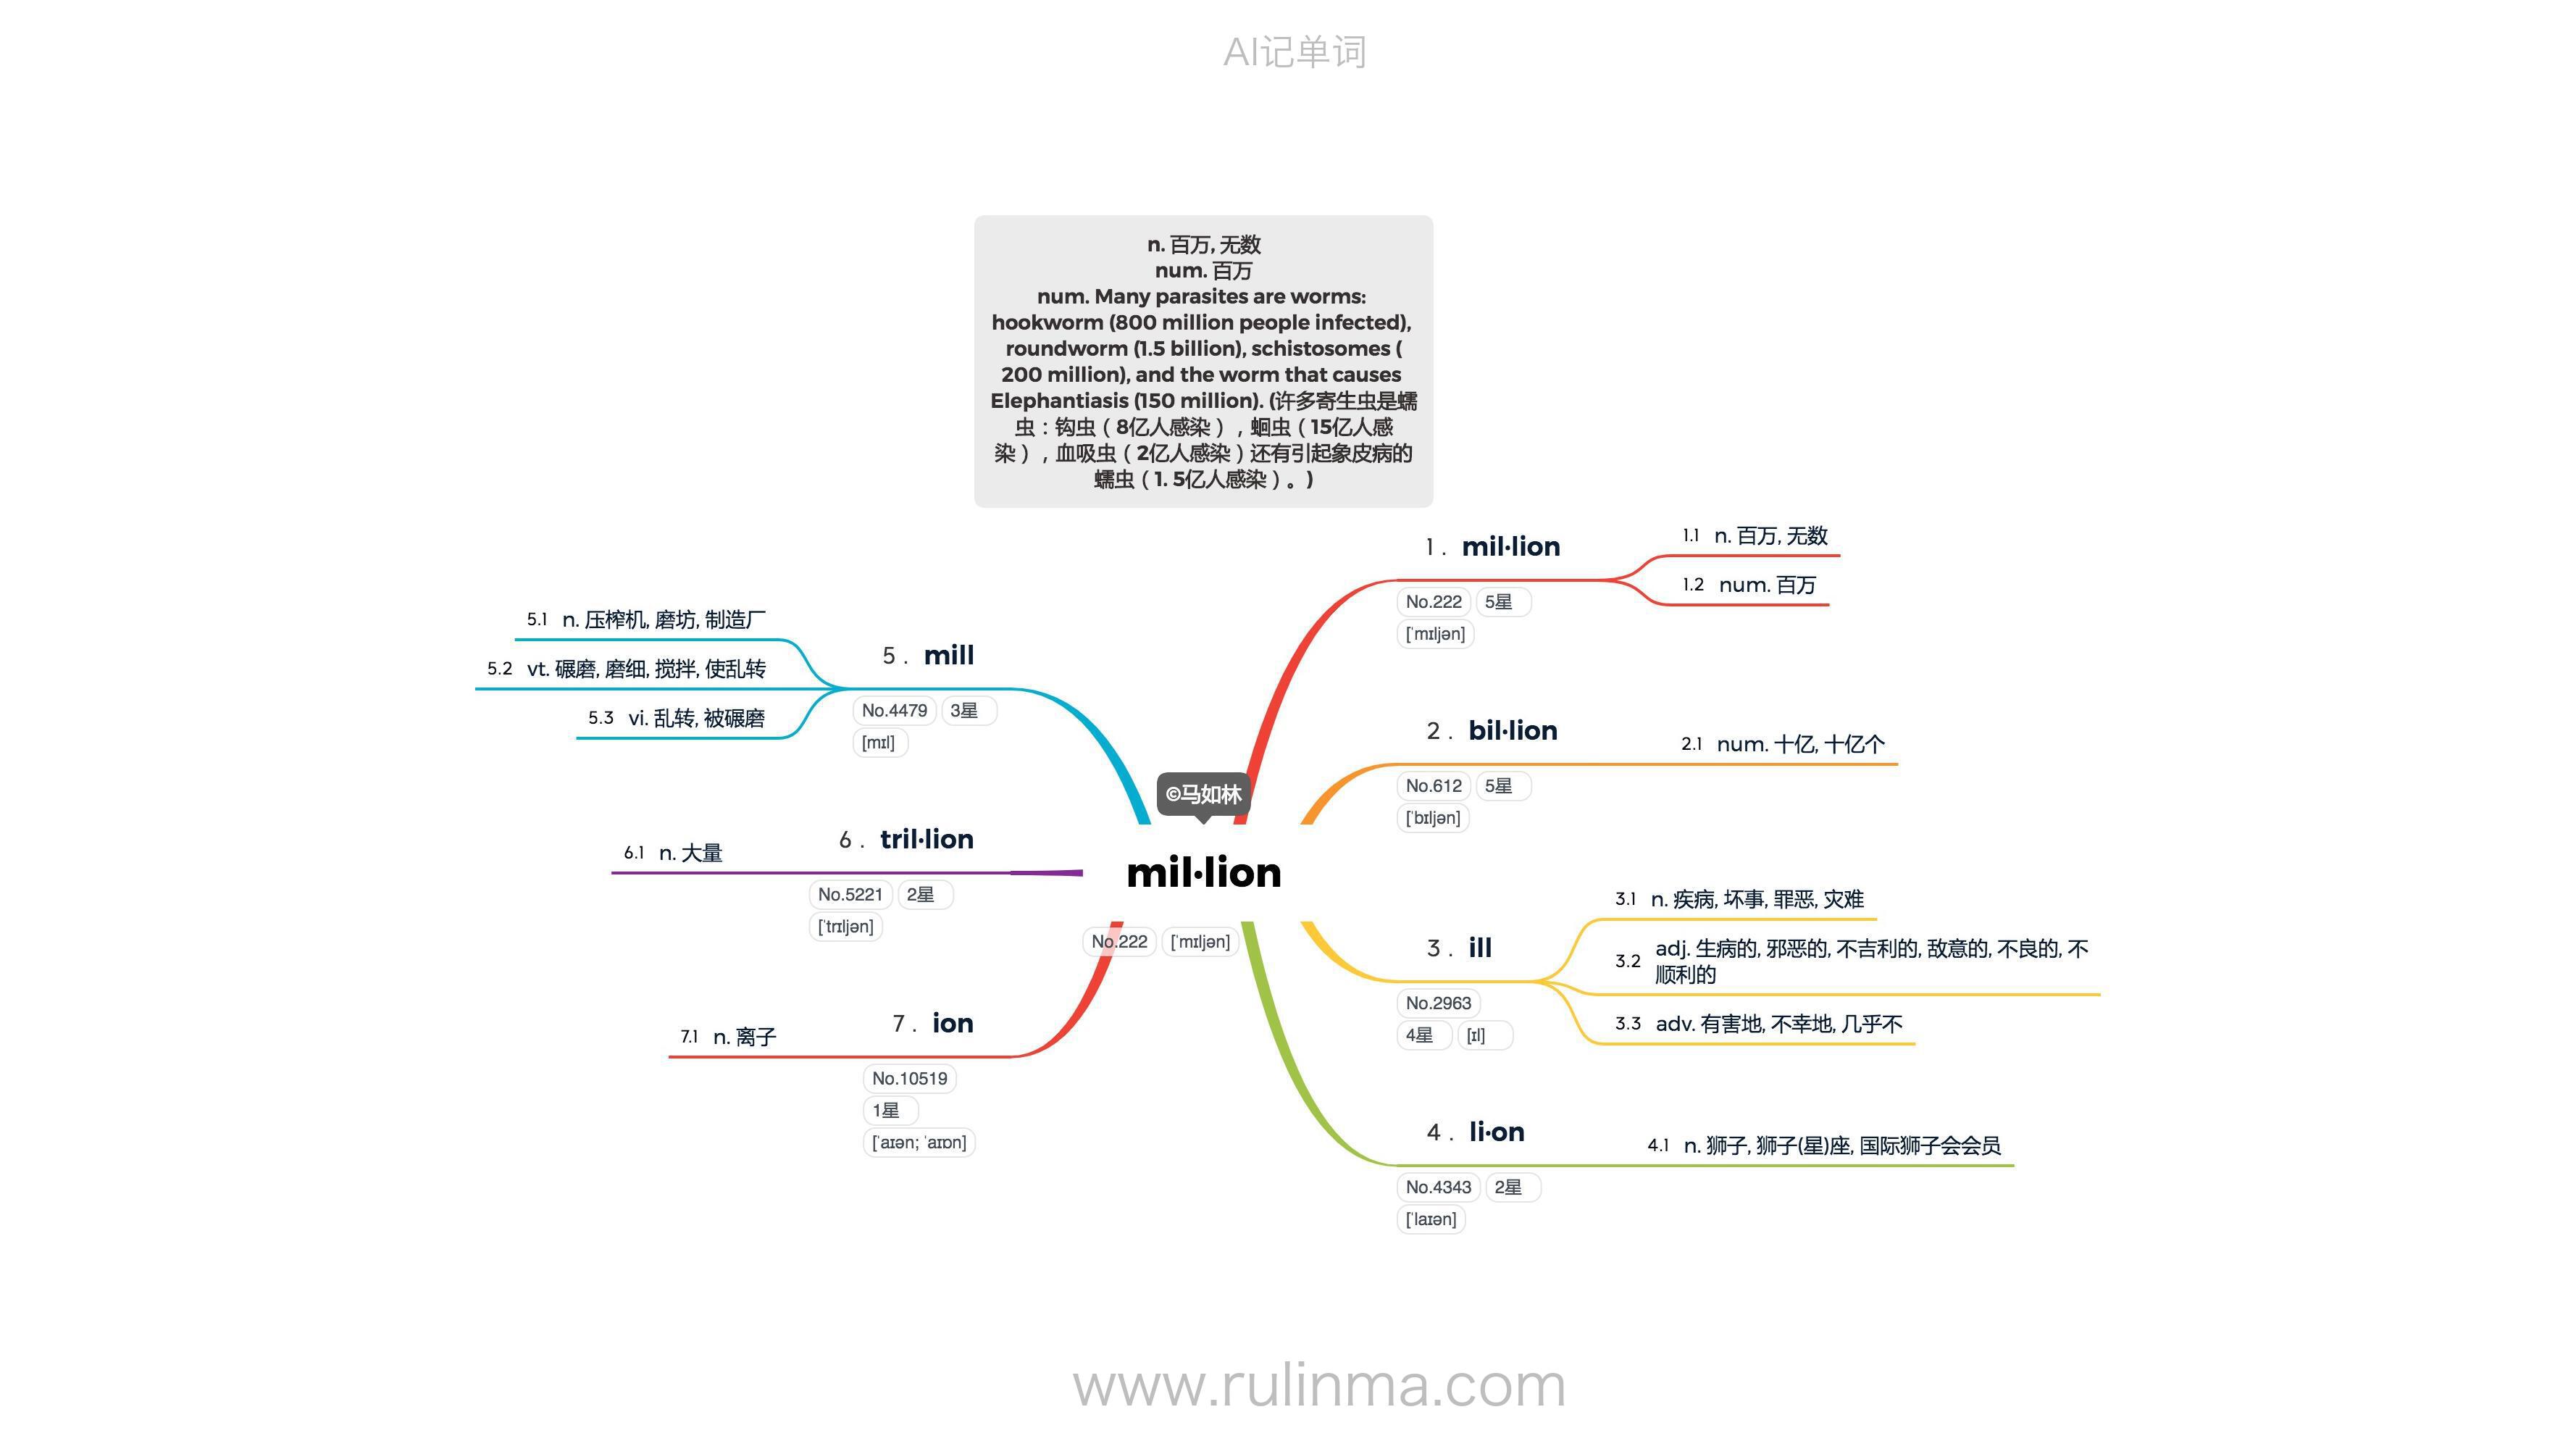 AI记单词
n. 百万, 无数
num. 百万
num. Many parasites are worms:
hookworm (800 million people infected),
roundworm (1.5 billion), schistosomes (
200 million), and the worm that causes
Elephantiasis (150 million). (许多寄生虫是蠕
虫：钩虫（8亿人感染），蛔虫（15亿人感
染），血吸虫（2亿人感染）还有引起象皮病的
蠕虫（1. 5亿人感染）。)
1. mil·lion
No.222 5星
[ˈmɪljən]
1.1 n. 百万, 无数
1.2 num. 百万
2. bil·lion
No.612 5星
[ˈbɪljən]
2.1 num. 十亿, 十亿个
3. ill
No.2963
4星 [ɪl]
3.1 n. 疾病, 坏事, 罪恶, 灾难
3.2 adj. 生病的, 邪恶的, 不吉利的, 敌意的, 不良的, 不
顺利的
3.3 adv. 有害地, 不幸地, 几乎不
4. li·on
No.4343 2星
[ˈlaɪən]
4.1 n. 狮子, 狮子(星)座, 国际狮子会会员
5. mill
No.4479 3星
[mɪl]
5.1 n. 压榨机, 磨坊, 制造厂
5.2 vt. 碾磨, 磨细, 搅拌, 使乱转
5.3 vi. 乱转, 被碾磨
6. tril·lion
No.5221 2星
[ˈtrɪljən]
6.1 n. 大量
7. ion
No.10519
1星
[ˈaɪən; ˈaɪɒn]
7.1 n. 离子
©马如林
mil·lion
No.222 [ˈmɪljən]
www.rulinma.com